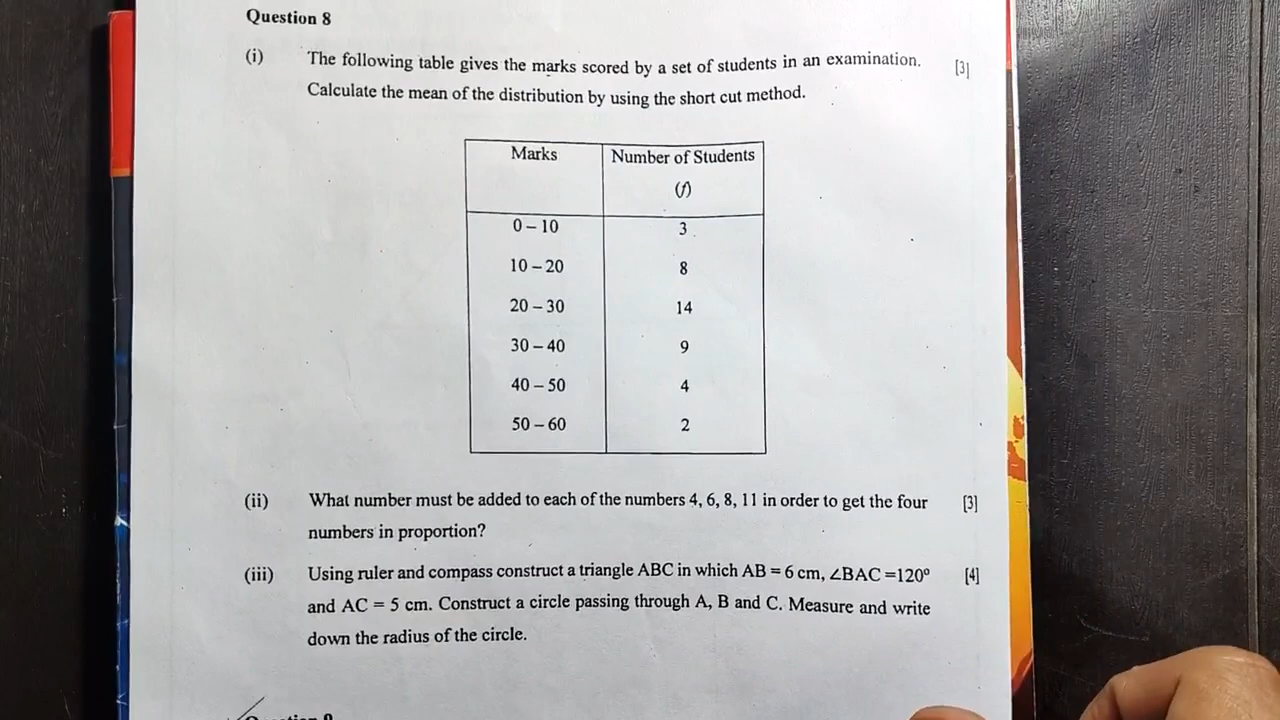 Question 8
(i) The following table gives the marks scored by a set of students in an examination. [3]
Calculate the mean of the distribution by using the short cut method.
Marks Number of Students
(f)
0 – 10 3
10 – 20 8
20 – 30 14
30 – 40 9
40 – 50 4
50 – 60 2
(ii) What number must be added to each of the numbers 4, 6, 8, 11 in order to get the four [3]
numbers in proportion?
(iii) Using ruler and compass construct a triangle ABC in which AB = 6 cm, ∠BAC =120° [4]
and AC = 5 cm. Construct a circle passing through A, B and C. Measure and write
down the radius of the circle.
Question 9